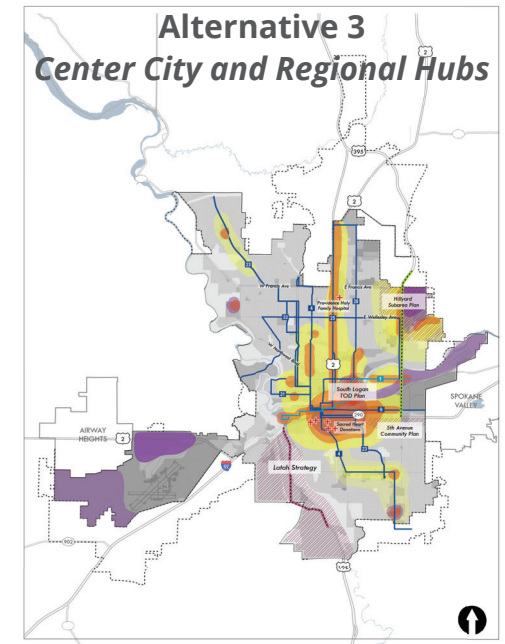 Alternative 3
Center City and Regional Hubs
2
395
2
W Francis Ave
E Francis Ave
Providence Holy
Family Hospital
Hillyard
Subarea Plan
E Wellesley
2
South Logan
TOD Plan
SPOKANE
VALLEY
290
Sacred Heart
Downtown
5th Avenue
Community Plan
AIRWAY
HEIGHTS
2
90
Latah Strategy
902
195